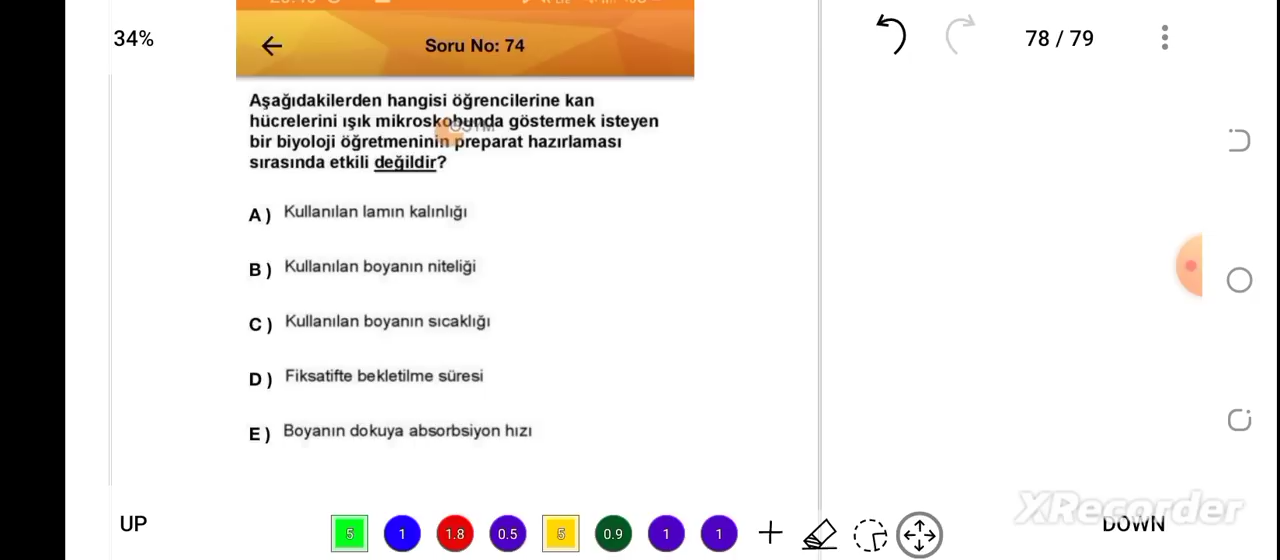 34%
Soru No: 74
78 / 79
Aşağıdakilerden hangisi öğrencilerine kan
hücrelerini ışık mikroskobunda göstermek isteyen
bir biyoloji öğretmeninin preparat hazırlaması
sırasında etkili değildir?
A) Kullanılan lamın kalınlığı
B) Kullanılan boyanın niteliği
C) Kullanılan boyanın sıcaklığı
D) Fiksatifte bekletilme süresi
E) Boyanın dokuya absorbsiyon hızı
XRecorder
UP
5 1 1.8 0.5 5 0.9 1 1
DOWN